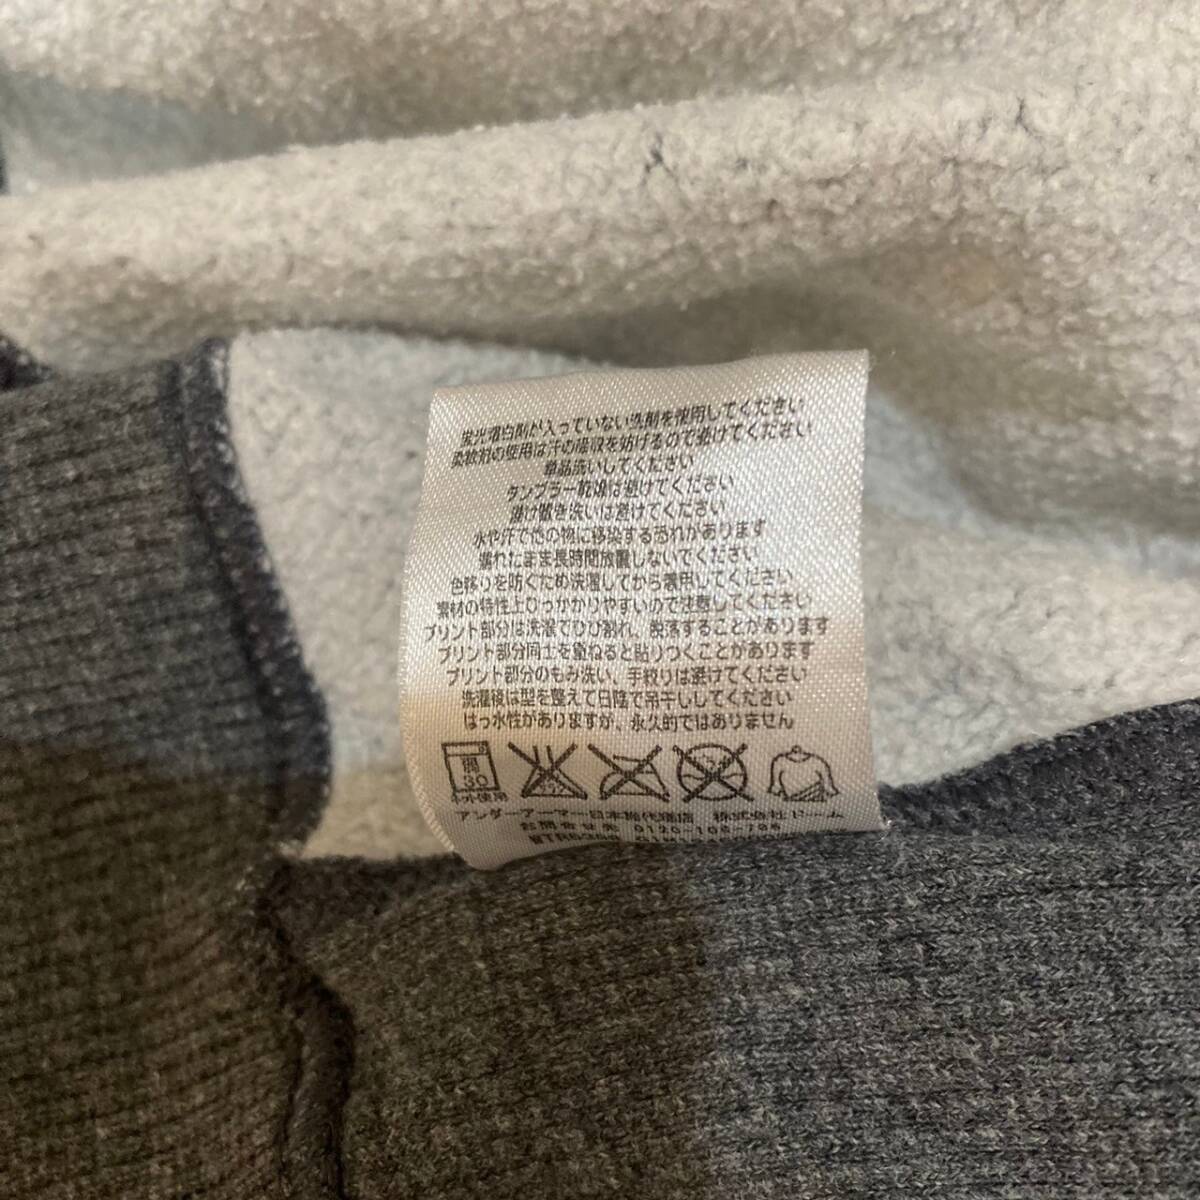 蛍光増白剤が入っていない洗剤を使用してください
柔軟剤の使用は汗の吸収を妨げるので避けてください
単品洗いしてください
タンブラー乾燥は避けてください
漬け置き洗いは避けてください
水や汗で他の物に移染する恐れがあります
濡れたまま長時間放置しないでください
色移りを防ぐため洗濯してから着用してください
素材の特性上ひっかかりやすいので注意してください
プリント部分は洗濯でひび割れ、脱落することがあります
プリント部分同士を重ねると貼りつくことがあります
プリント部分のもみ洗い、手絞りは避けてください
洗濯後は型を整えて日陰で吊干ししてください
はっ水性がありますが、永久的ではありません
弱
30
ネット使用
アンダーアーマー日本総代理店 株式会社ドーム
お問合せ先 0120-106-786